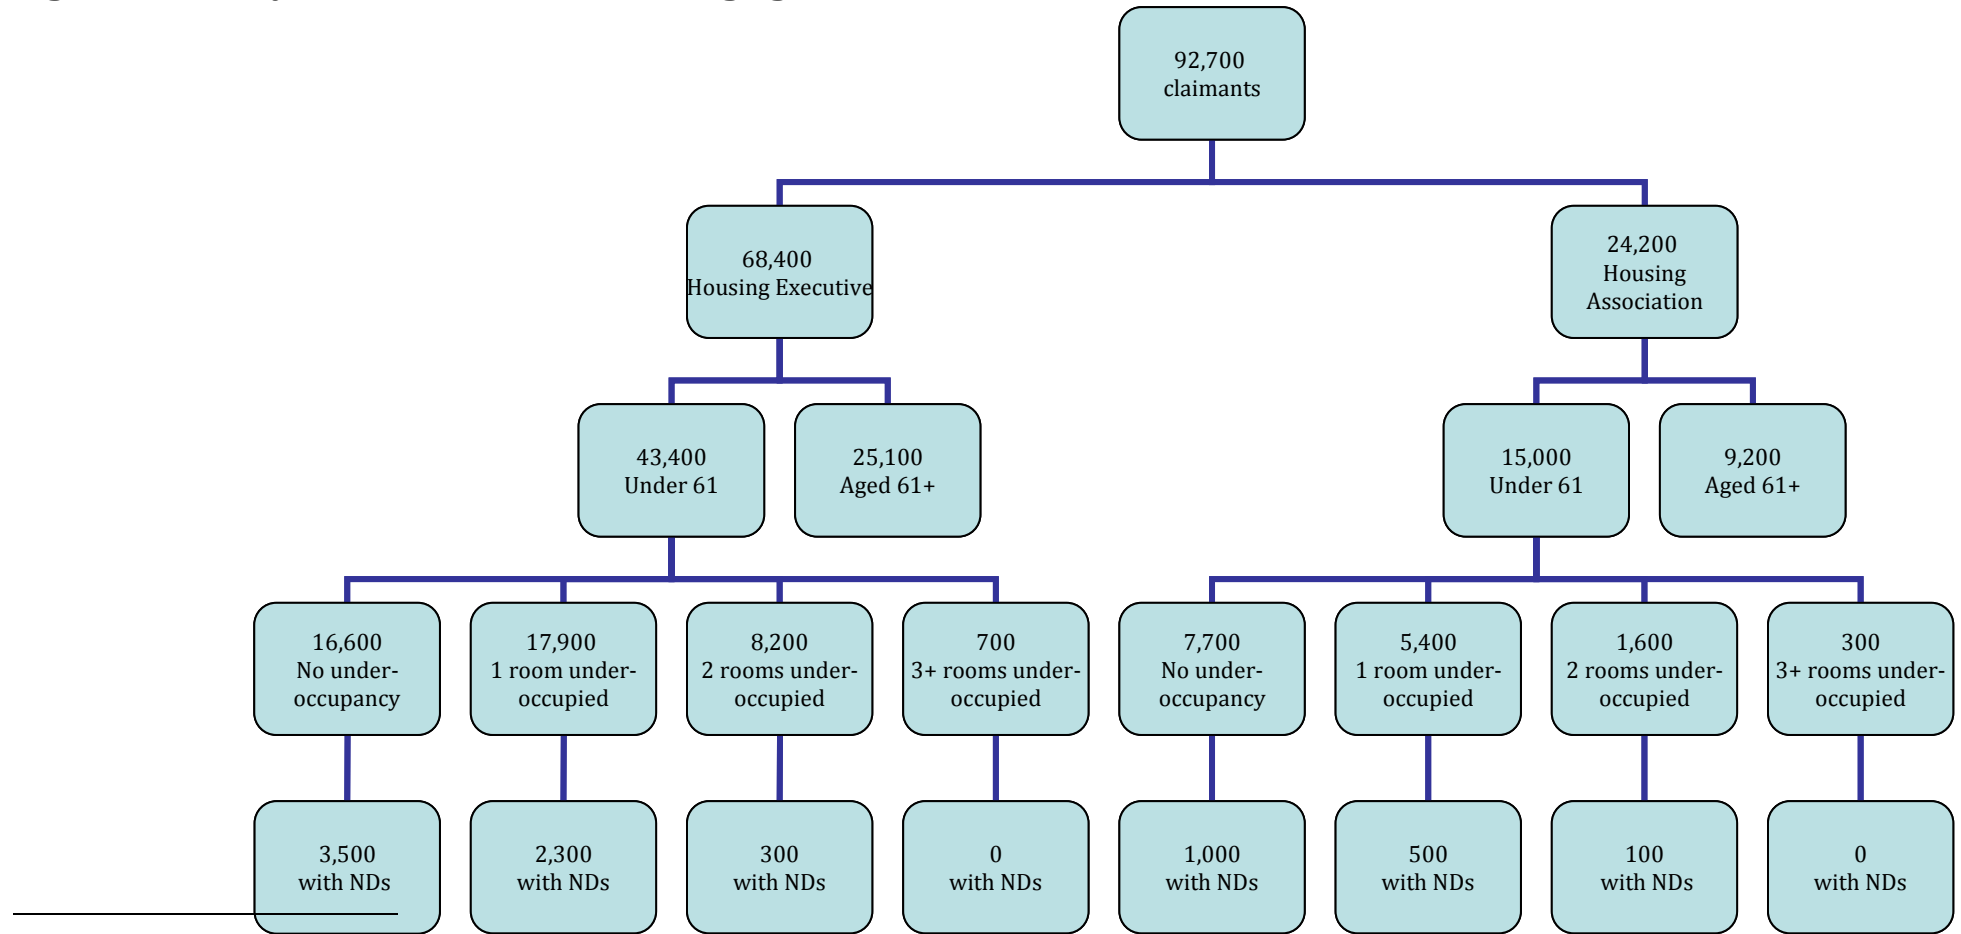 92,700
claimants
68,400
Housing Executive
24,200
Housing
Association
43,400
Under 61
25,100
Aged 61+
15,000
Under 61
9,200
Aged 61+
16,600
No under-
occupancy
17,900
1 room under-
occupied
8,200
2 rooms under-
occupied
700
3+ rooms under-
occupied
7,700
No under-
occupancy
5,400
1 room under-
occupied
1,600
2 rooms under-
occupied
300
3+ rooms under-
occupied
3,500
with NDs
2,300
with NDs
300
with NDs
0
with NDs
1,000
with NDs
500
with NDs
100
with NDs
0
with NDs